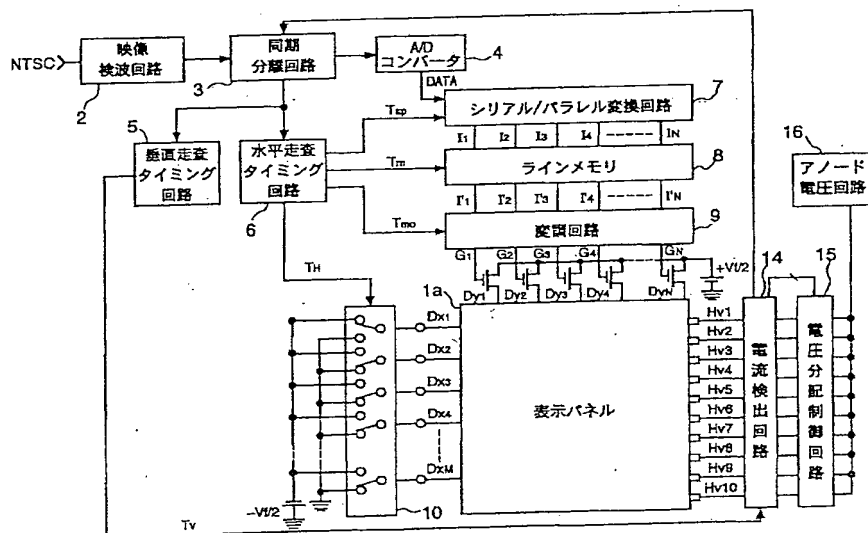 NTSC
映像
検波回路
2
同期
分離回路
3
A/D
コンバータ
4
DATA
シリアル/パラレル変換回路
7
Tsp
I1 I2 I3 I4 IN
5
垂直走査
タイミング
回路
水平走査
タイミング
回路
6
Tm
ラインメモリ
8
I'1 I'2 I'3 I'4 I'N
Tmo
変調回路
9
16
アノード
電圧回路
G1 G2 G3 G4 GN
+Vf/2
TH
1a
Dy1 Dy2 Dy3 Dy4 DyN
14
15
Dx1
Dx2
Dx3
Dx4
DxM
表示パネル
Hv1
Hv2
Hv3
Hv4
Hv5
Hv6
Hv7
Hv8
Hv9
Hv10
電流検出回路
電圧分配制御回路
-Vf/2
10
Tv